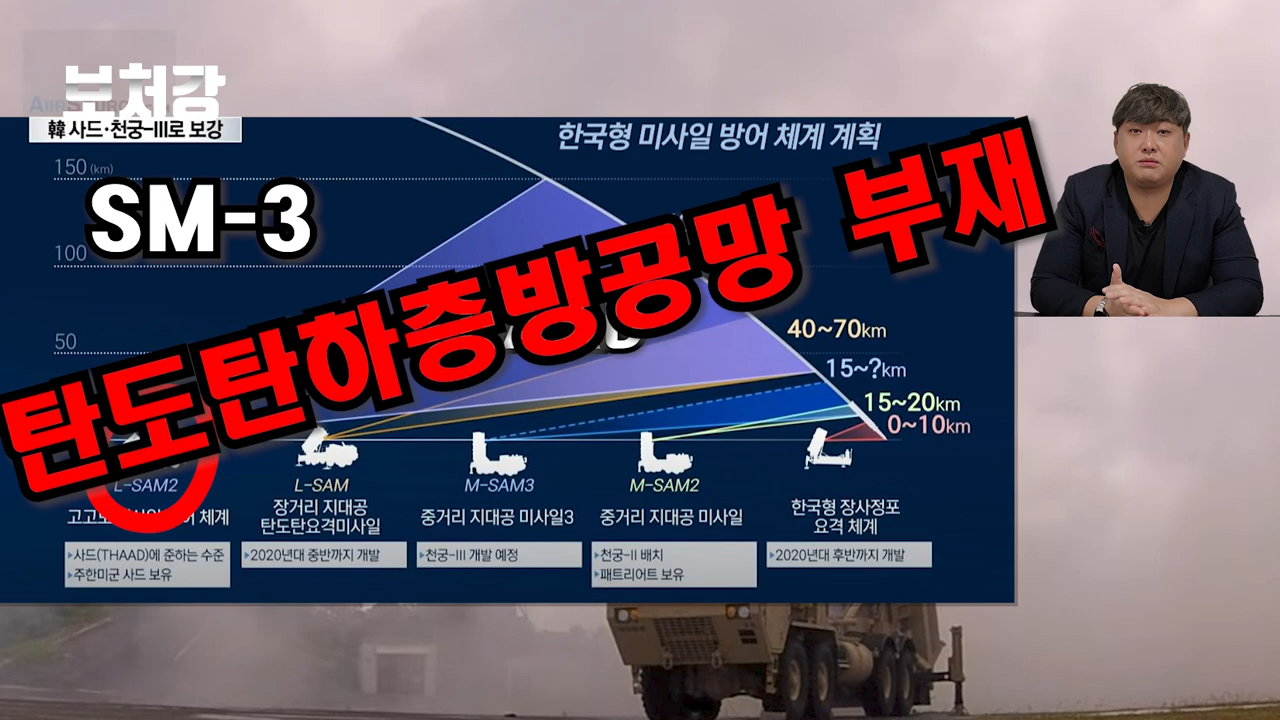 보처강
韓 사드·천궁-III로 보강
한국형 미사일 방어 체계 계획
150 (km)
SM-3
100
탄도탄하층방공망 부재
50
40~70km
15~?km
15~20km
0~10km
L-SAM2
L-SAM
M-SAM3
M-SAM2
장거리 지대공
탄도탄요격미사일
중거리 지대공 미사일3
중거리 지대공 미사일
한국형 장사정포
요격 체계
체계
▸사드(THAAD)에 준하는 수준
▸주한미군 사드 보유
▸2020년대 중반까지 개발
▸천궁-III 개발 예정
▸천궁-II 배치
▸패트리어트 보유
▸2020년대 후반까지 개발